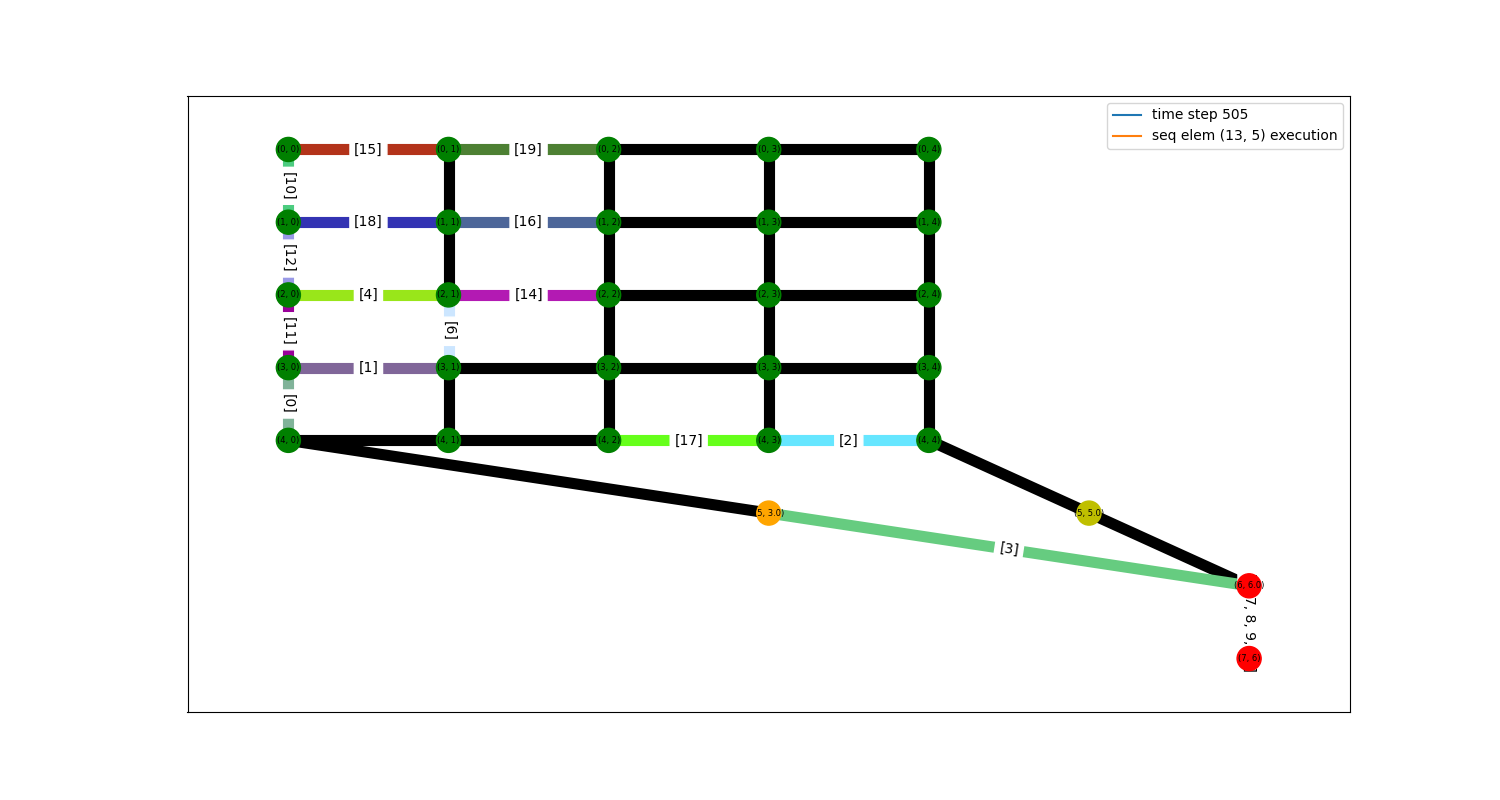 time step 505
seq elem (13, 5) execution
(0, 0) [15] (0, 1) [19] (0, 2) (0, 3) (0, 4)
[10]
(1, 0) [18] (1, 1) [16] (1, 2) (1, 3) (1, 4)
[12]
(2, 0) [4] (2, 1) [14] (2, 2) (2, 3) (2, 4)
[11] [6]
(3, 0) [1] (3, 1) (3, 2) (3, 3) (3, 4)
[0]
(4, 0) (4, 1) (4, 2) [17] (4, 3) [2] (4, 4)
(5, 3.0) (5, 5.0)
[3]
(6, 6.0)
7, 8, 9,
(7, 6)